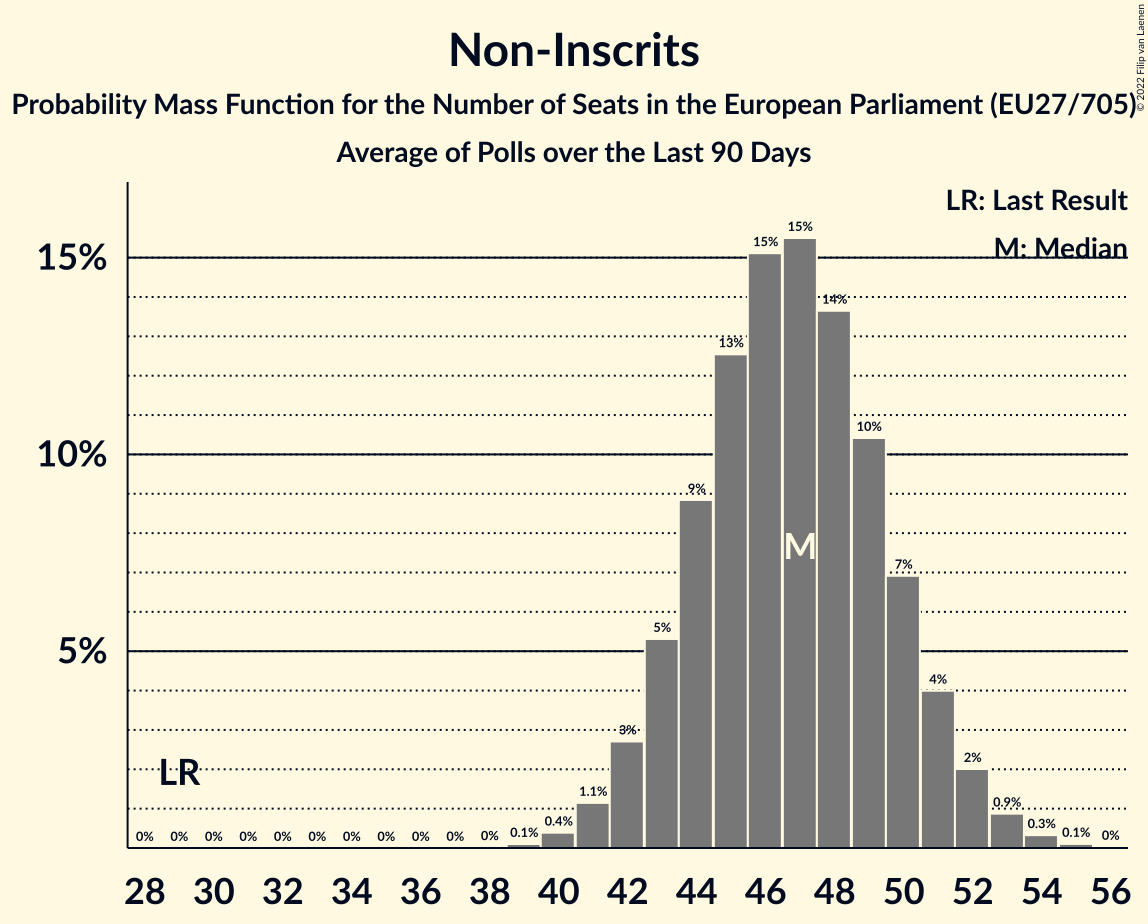 Non-Inscrits
Probability Mass Function for the Number of Seats in the European Parliament (EU27/705)
Average of Polls over the Last 90 Days
© 2022 Filip van Laenen
LR: Last Result
M: Median
15%
10%
5%
0% 0% 0% 0% 0% 0% 0% 0% 0% 0% 0% 0.1% 0.4% 1.1% 3% 5% 9% 13% 15% 15% 14% 10% 7% 4% 2% 0.9% 0.3% 0.1% 0%
LR
M
28 30 32 34 36 38 40 42 44 46 48 50 52 54 56